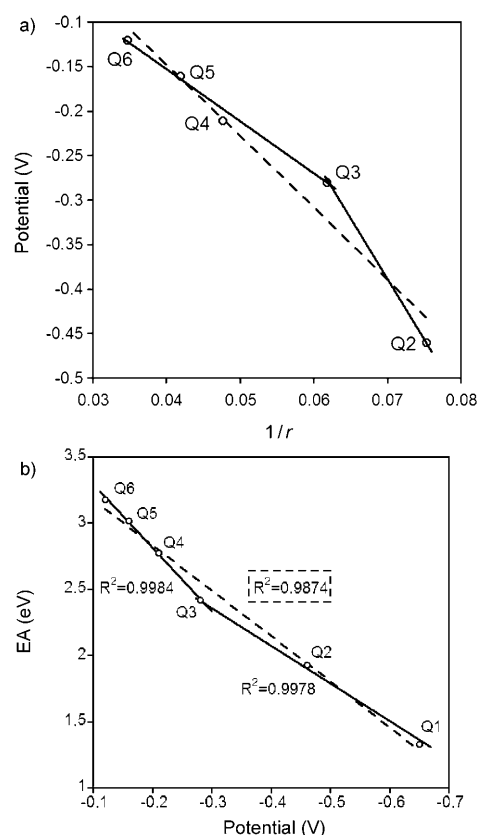 a)
-0.1
-0.15
-0.2
-0.25
-0.3
-0.35
-0.4
-0.45
-0.5
Potential (V)
Q6
Q5
Q4
Q3
Q2
0.03
0.04
0.05
0.06
0.07
0.08
1/r
b)
3.5
3
2.5
2
1.5
1
EA (eV)
Q6
Q5
Q4
R²=0.9984
R²=0.9874
Q3
Q2
R²=0.9978
Q1
-0.1
-0.2
-0.3
-0.4
-0.5
-0.6
-0.7
Potential (V)